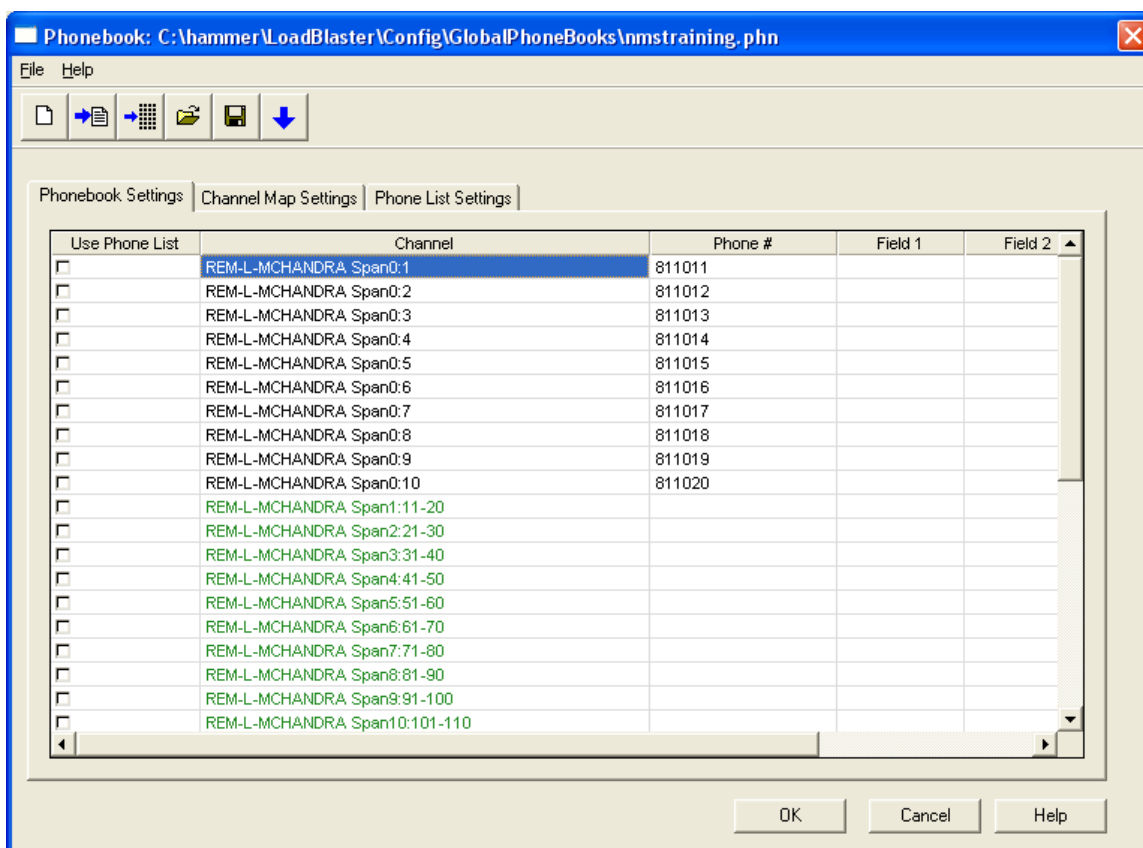 Phonebook: C:\hammer\LoadBlaster\Config\GlobalPhoneBooks\nmstraining.phn
File Help
Phonebook Settings Channel Map Settings Phone List Settings
Use Phone List Channel Phone # Field 1 Field 2
REM-L-MCHANDRA Span0:1 811011
REM-L-MCHANDRA Span0:2 811012
REM-L-MCHANDRA Span0:3 811013
REM-L-MCHANDRA Span0:4 811014
REM-L-MCHANDRA Span0:5 811015
REM-L-MCHANDRA Span0:6 811016
REM-L-MCHANDRA Span0:7 811017
REM-L-MCHANDRA Span0:8 811018
REM-L-MCHANDRA Span0:9 811019
REM-L-MCHANDRA Span0:10 811020
REM-L-MCHANDRA Span1:11-20
REM-L-MCHANDRA Span2:21-30
REM-L-MCHANDRA Span3:31-40
REM-L-MCHANDRA Span4:41-50
REM-L-MCHANDRA Span5:51-60
REM-L-MCHANDRA Span6:61-70
REM-L-MCHANDRA Span7:71-80
REM-L-MCHANDRA Span8:81-90
REM-L-MCHANDRA Span9:91-100
REM-L-MCHANDRA Span10:101-110
OK Cancel Help